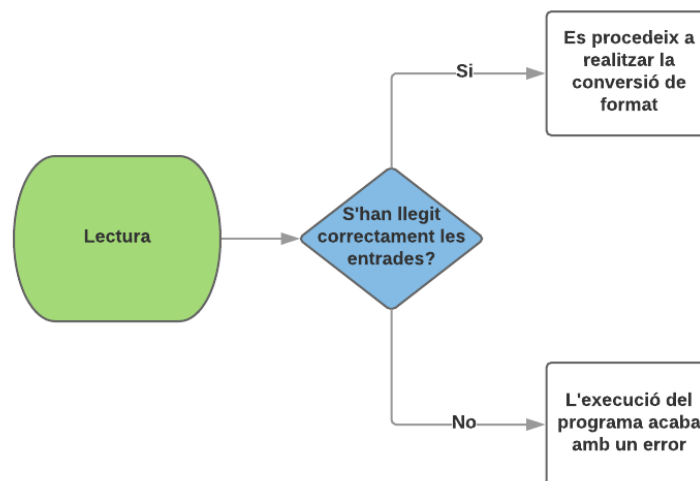 Es procedeix a
realitzar la
conversió de
format
Si
Lectura
S'han llegit
correctament les
entrades?
No
L'execució del
programa acaba
amb un error